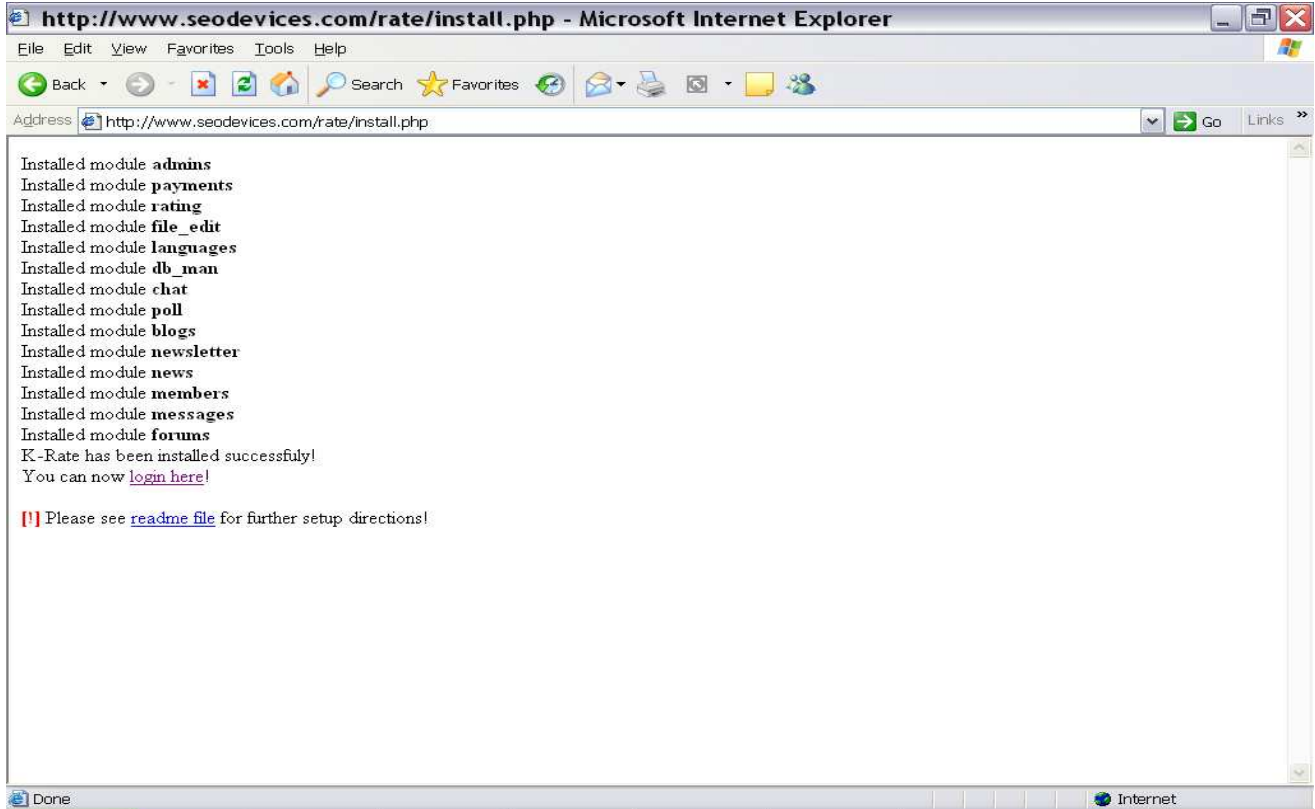 http://www.seodevices.com/rate/install.php - Microsoft Internet Explorer
File Edit View Favorites Tools Help
Back Search Favorites
Address http://www.seodevices.com/rate/install.php Go Links »
Installed module admins
Installed module payments
Installed module rating
Installed module file_edit
Installed module languages
Installed module db_man
Installed module chat
Installed module poll
Installed module blogs
Installed module newsletter
Installed module news
Installed module members
Installed module messages
Installed module forums
K-Rate has been installed successfuly!
You can now login here!
[!] Please see readme file for further setup directions!
Done Internet